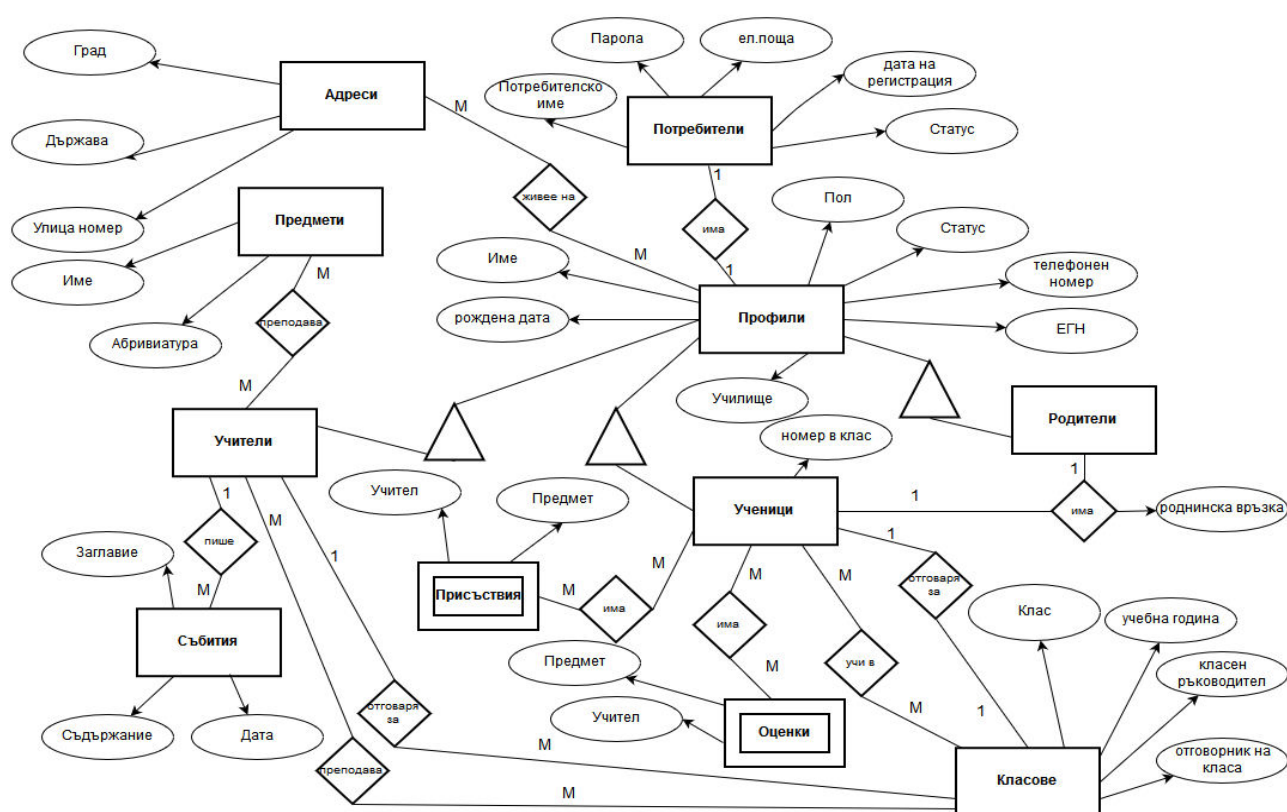 Град
Парола
ел.поща
дата на
регистрация
Адреси
М
Потребителско
име
Потребители
Статус
Държава
1
живее на
Пол
Предмети
Улица номер
има
Статус
Име
М
Име
1
телефонен
номер
М
преподава
рождена дата
Профили
ЕГН
Абривиатура
М
Училище
Родители
Учители
номер в клас
1
Учител
Предмет
1
Ученици
1
има
роднинска връзка
1
М
пише
Заглавие
1
М
М
М
отговаря
за
М
Присъствия
М
има
има
Клас
учебна година
Събития
Предмет
М
учи в
класен
ръководител
отговаря
за
Учител
М
1
Съдържание
Дата
Оценки
М
отговорник на
класа
преподава
Класове
М